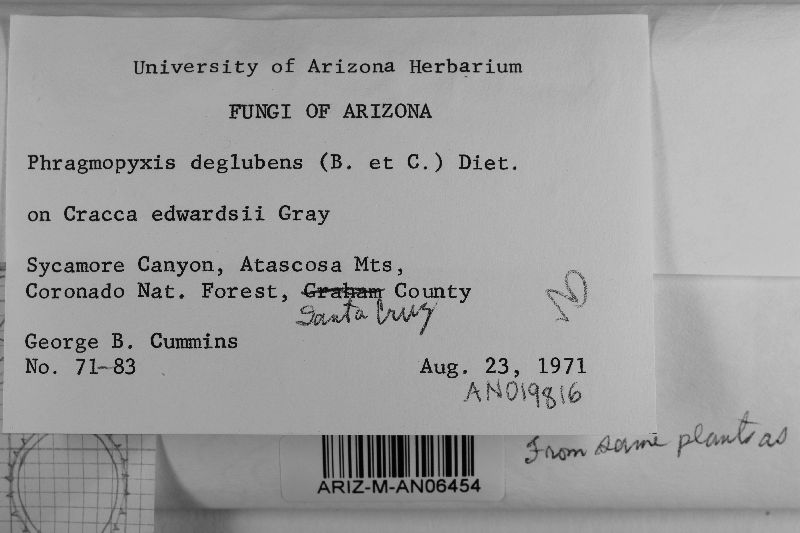 University of Arizona Herbarium
FUNGI OF ARIZONA
Phragmopyxis deglubens (B. et C.) Diet.
on Cracca edwardsii Gray
Sycamore Canyon, Atascosa Mts,
Coronado Nat. Forest, Graham County
Santa Cruz
George B. Cummins
No. 71-83
Aug. 23, 1971
AN019816
From same plant as
ARIZ-M-AN06454